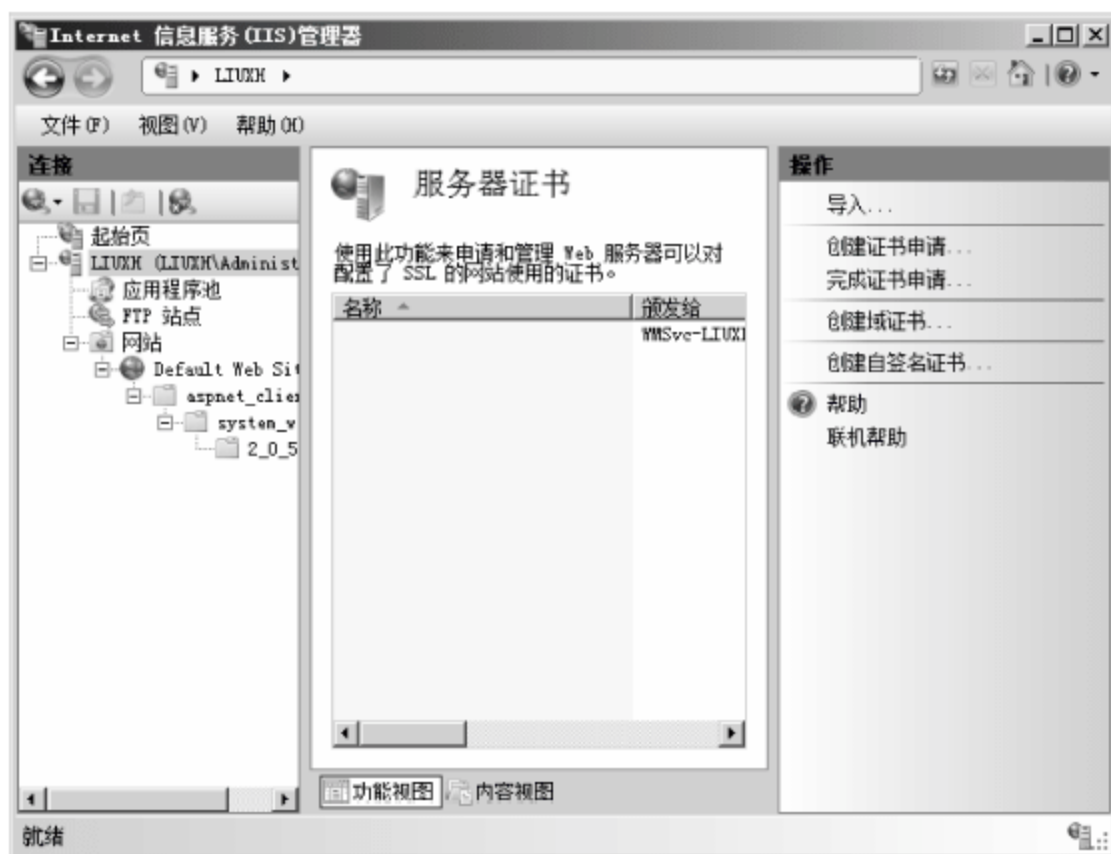 Internet 信息服务(IIS)管理器
LIUXH
文件(F) 视图(V) 帮助(H)
连接
起始页
LIUXH (LIUXH\Administ
应用程序池
FTP 站点
网站
Default Web Sit
aspnet_clien
system_w
2_0_5
服务器证书
使用此功能来申请和管理 Web 服务器可以对
配置了 SSL 的网站使用的证书。
名称 颁发给
WMSvc-LIUXH
功能视图 内容视图
操作
导入...
创建证书申请...
完成证书申请...
创建域证书...
创建自签名证书...
帮助
联机帮助
就绪